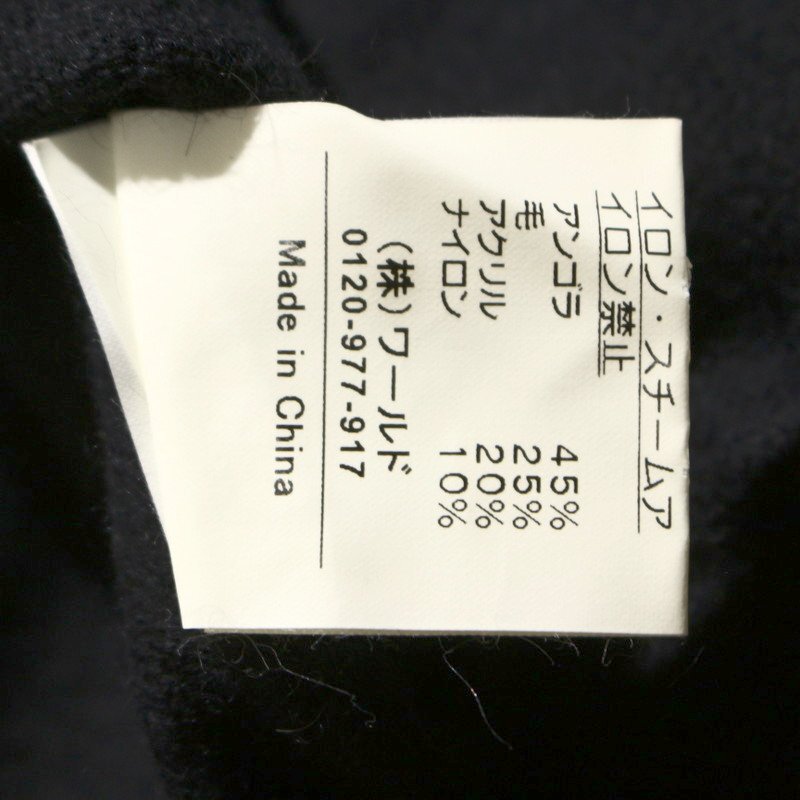 イロン・スチームア
イロン禁止
アンゴラ 45%
毛 25%
アクリル 20%
ナイロン 10%
(株)ワールド
0120-977-917
Made in China